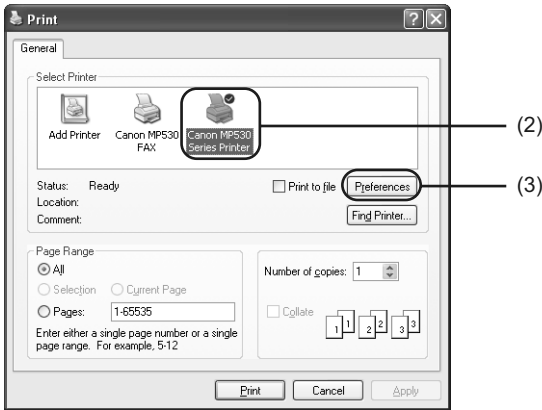 Print
General
Select Printer
Add Printer
Canon MP530
FAX
Canon MP530
Series Printer
(2)
Status: Ready
Print to file
Preferences
(3)
Location:
Comment:
Find Printer...
Page Range
All
Selection
Current Page
Pages: 1-65535
Enter either a single page number or a single
page range. For example, 5-12
Number of copies: 1
Collate
1 1 2 2 3 3
Print
Cancel
Apply